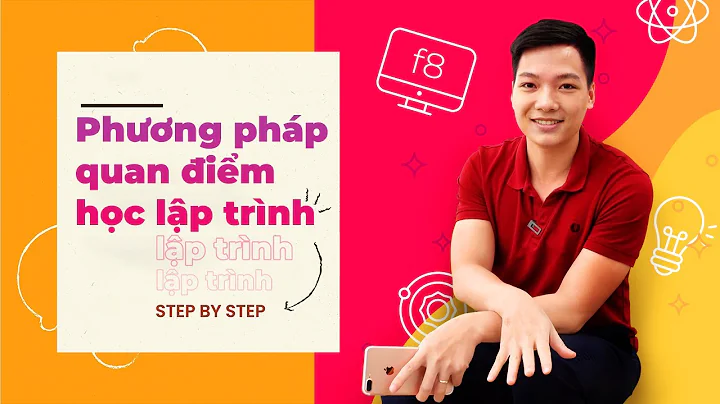 Phương pháp
quan điểm
học lập trình
lập trình
lập trình
STEP BY STEP
f8